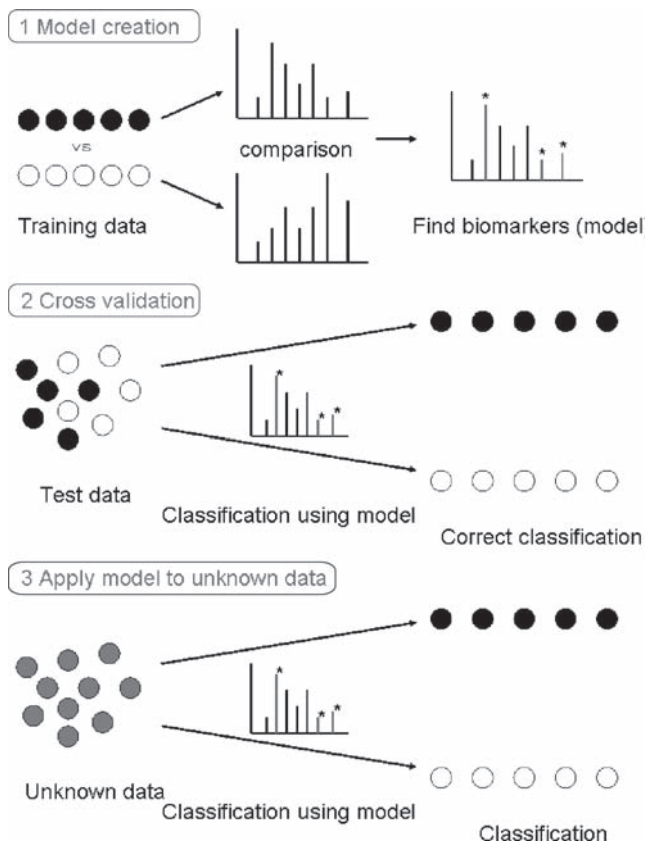 1 Model creation
*
vs
comparison
* *
Training data
Find biomarkers (model)
2 Cross validation
*
* *
Test data
Classification using model
Correct classification
3 Apply model to unknown data
*
* *
Unknown data
Classification using model
Classification